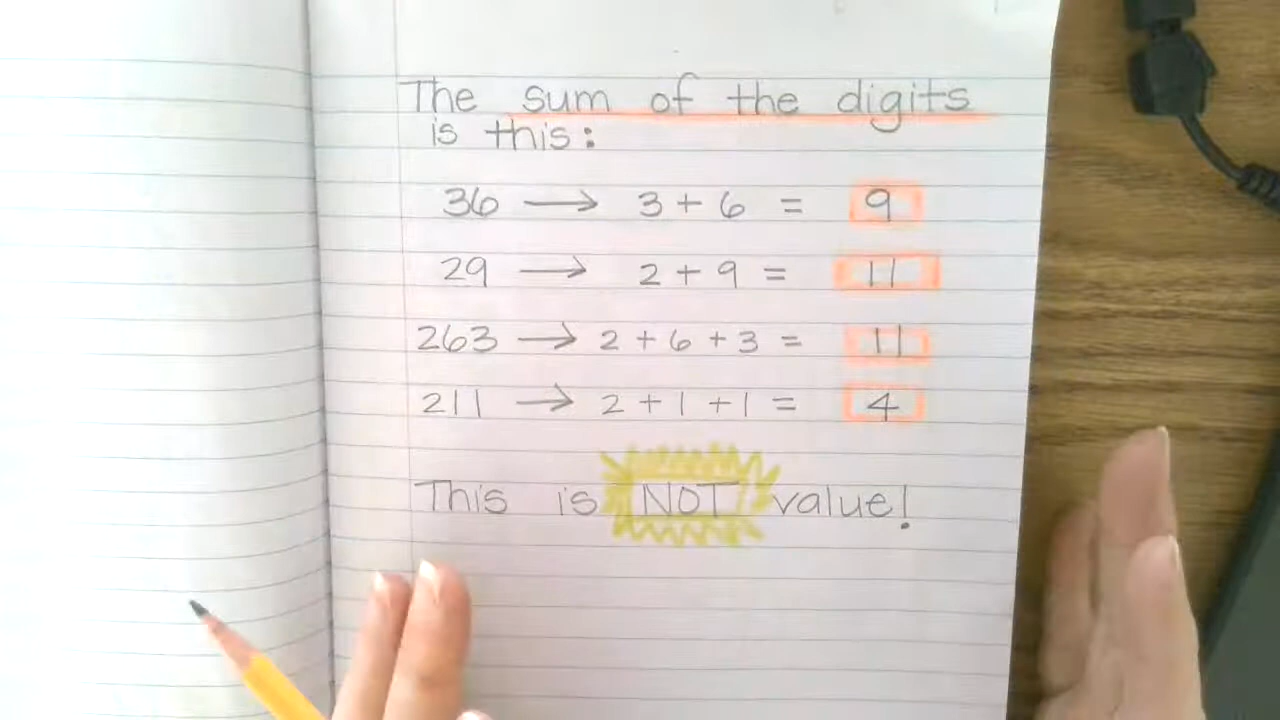 The sum of the digits
is this:
36 → 3 + 6 = 9
29 → 2 + 9 = 11
263 → 2 + 6 + 3 = 11
211 → 2 + 1 + 1 = 4
This is NOT value!